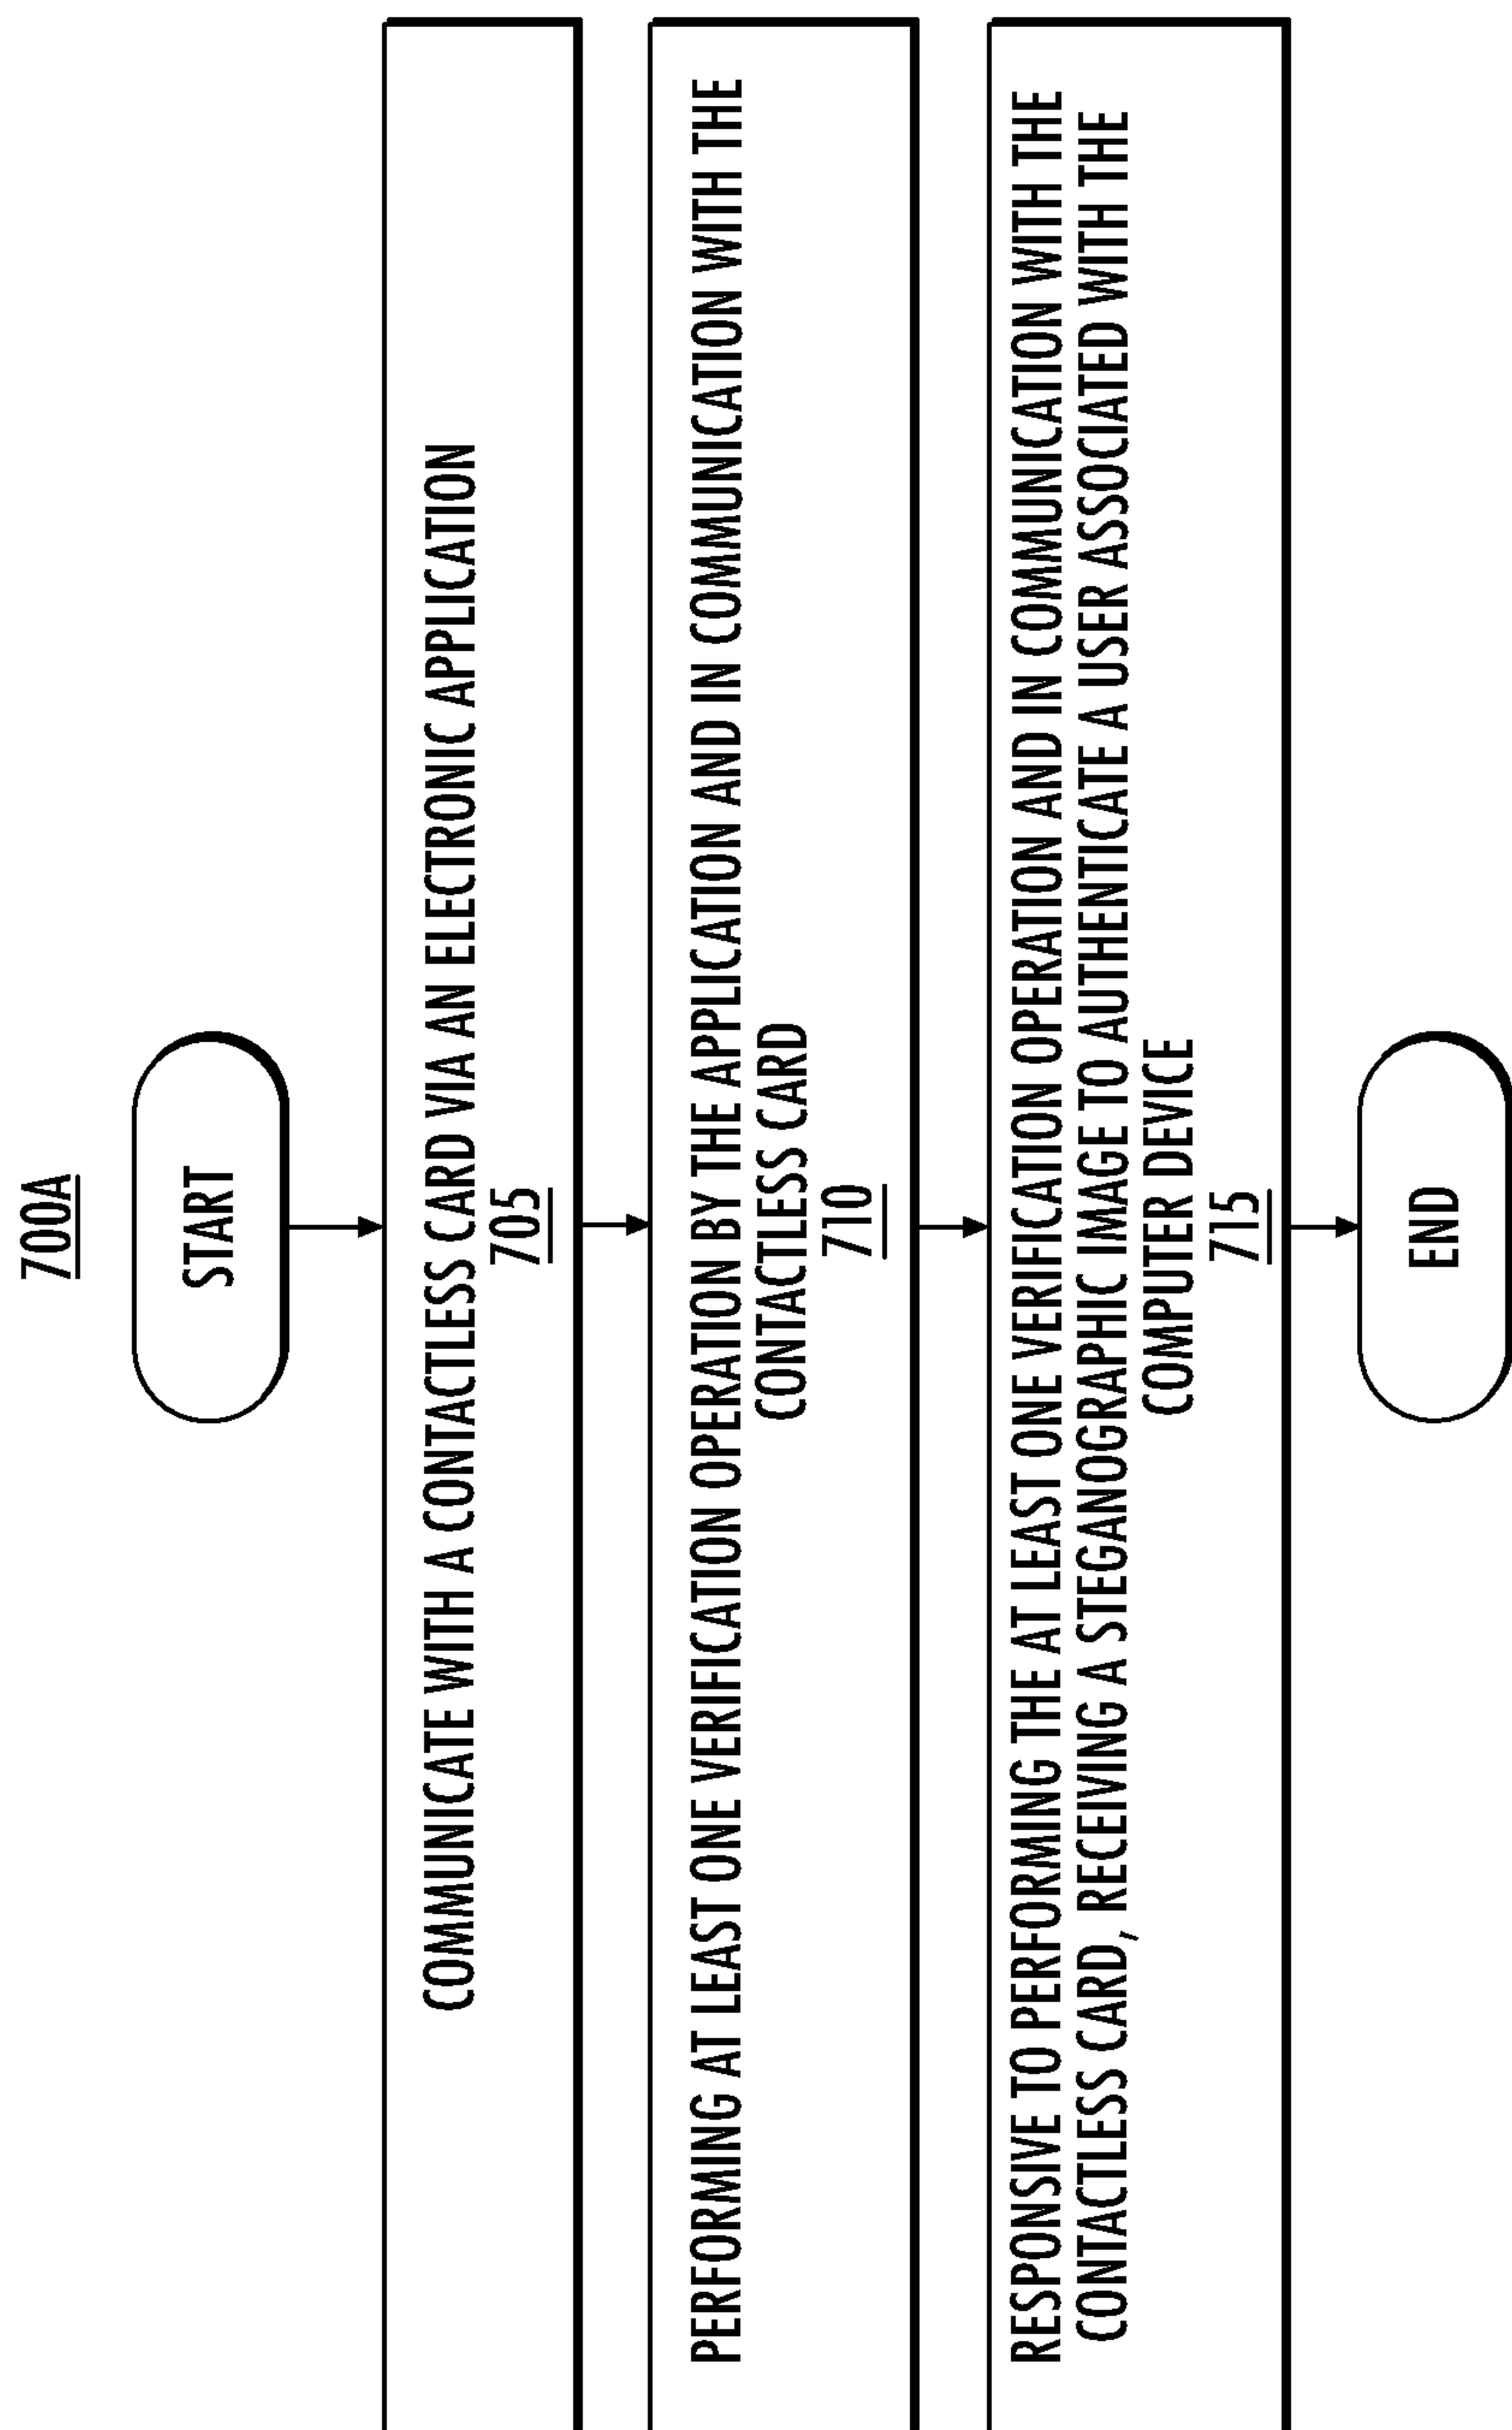 700A
START
COMMUNICATE WITH A CONTACTLESS CARD VIA AN ELECTRONIC APPLICATION
705
PERFORMING AT LEAST ONE VERIFICATION OPERATION BY THE APPLICATION AND IN COMMUNICATION WITH THE
CONTACTLESS CARD
710
RESPONSIVE TO PERFORMING THE AT LEAST ONE VERIFICATION OPERATION AND IN COMMUNICATION WITH THE
CONTACTLESS CARD, RECEIVING A STEGANOGRAPHIC IMAGE TO AUTHENTICATE A USER ASSOCIATED WITH THE
COMPUTER DEVICE
715
END